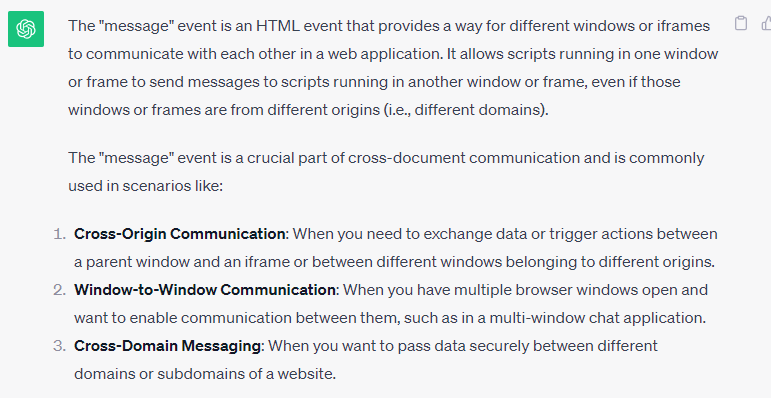 The "message" event is an HTML event that provides a way for different windows or iframes
to communicate with each other in a web application. It allows scripts running in one window
or frame to send messages to scripts running in another window or frame, even if those
windows or frames are from different origins (i.e., different domains).
The "message" event is a crucial part of cross-document communication and is commonly
used in scenarios like:
1. Cross-Origin Communication: When you need to exchange data or trigger actions between
a parent window and an iframe or between different windows belonging to different origins.
2. Window-to-Window Communication: When you have multiple browser windows open and
want to enable communication between them, such as in a multi-window chat application.
3. Cross-Domain Messaging: When you want to pass data securely between different
domains or subdomains of a website.